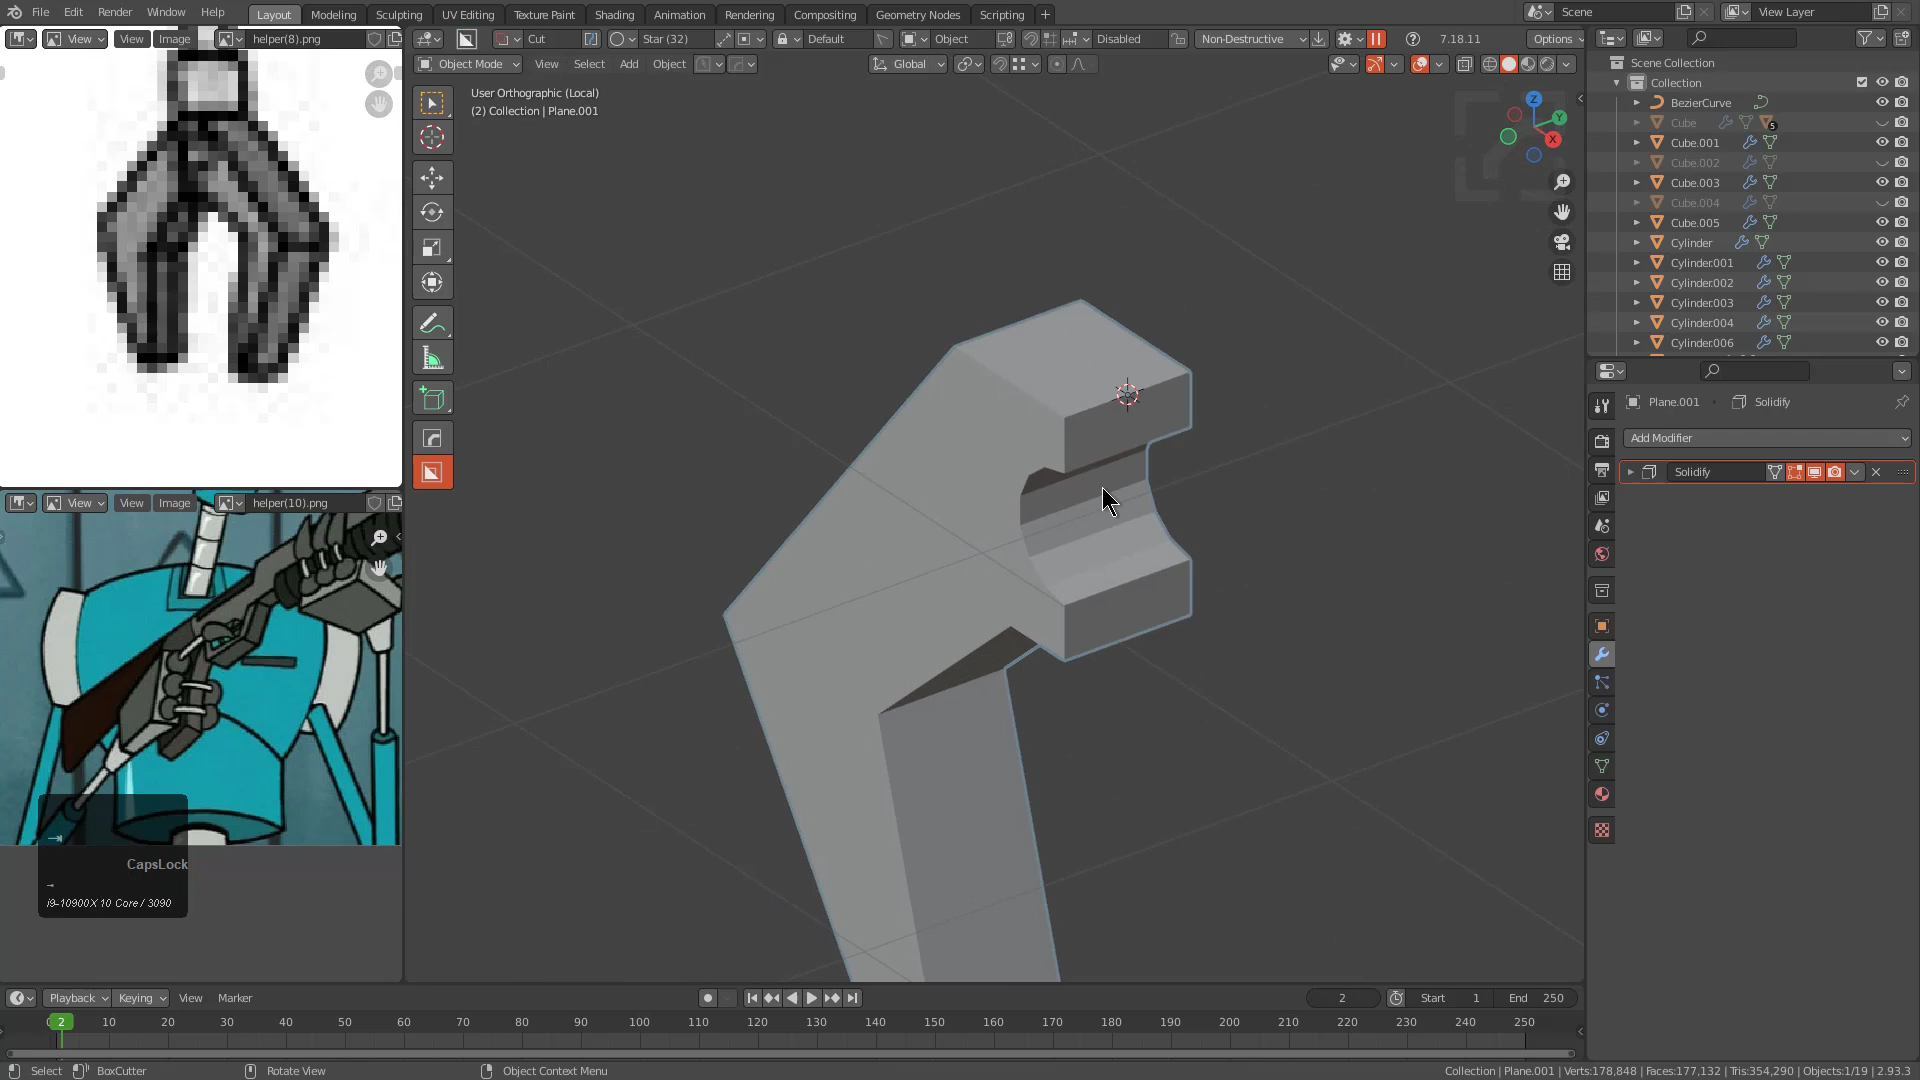 File Edit Render Window Help
Layout Modeling Sculpting UV Editing Texture Paint Shading Animation Rendering Compositing Geometry Nodes Scripting +
Scene
View Layer
View View Image helper(8).png
Cut Star (32) Default Object Disabled Non-Destructive 7.18.11 Options
Object Mode View Select Add Object Global
User Orthographic (Local)
(2) Collection | Plane.001
Z
Y
X
Scene Collection
Collection
BezierCurve
Cube 5
Cube.001
Cube.002
Cube.003
Cube.004
Cube.005
Cylinder
Cylinder.001
Cylinder.002
Cylinder.003
Cylinder.004
Cylinder.006
Plane.001 Solidify
Add Modifier
Solidify
View View Image helper(10).png
CapsLock
i9-10900X 10 Core / 3090
Playback Keying View Marker
2 Start 1 End 250
2 10 20 30 40 50 60 70 80 90 100 110 120 130 140 150 160 170 180 190 200 210 220 230 240 250
Select BoxCutter Rotate View Object Context Menu
Collection | Plane.001 | Verts:178,848 | Faces:177,132 | Tris:354,290 | Objects:1/19 | 2.93.3